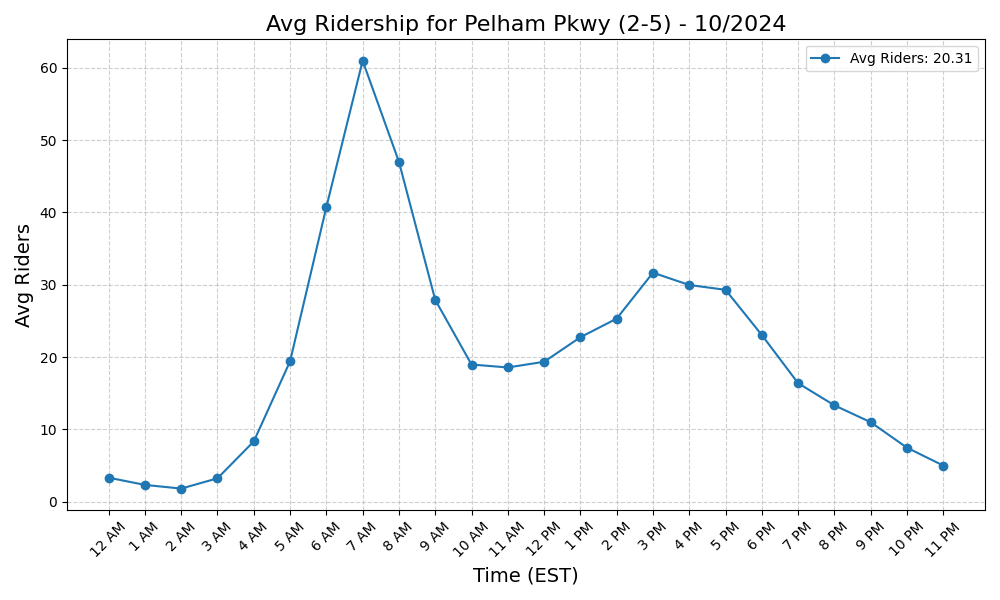 Avg Ridership for Pelham Pkwy (2-5) - 10/2024
Avg Riders: 20.31
Avg Riders
60
50
40
30
20
10
0
12 AM
1 AM
2 AM
3 AM
4 AM
5 AM
6 AM
7 AM
8 AM
9 AM
10 AM
11 AM
12 PM
1 PM
2 PM
3 PM
4 PM
5 PM
6 PM
7 PM
8 PM
9 PM
10 PM
11 PM
Time (EST)